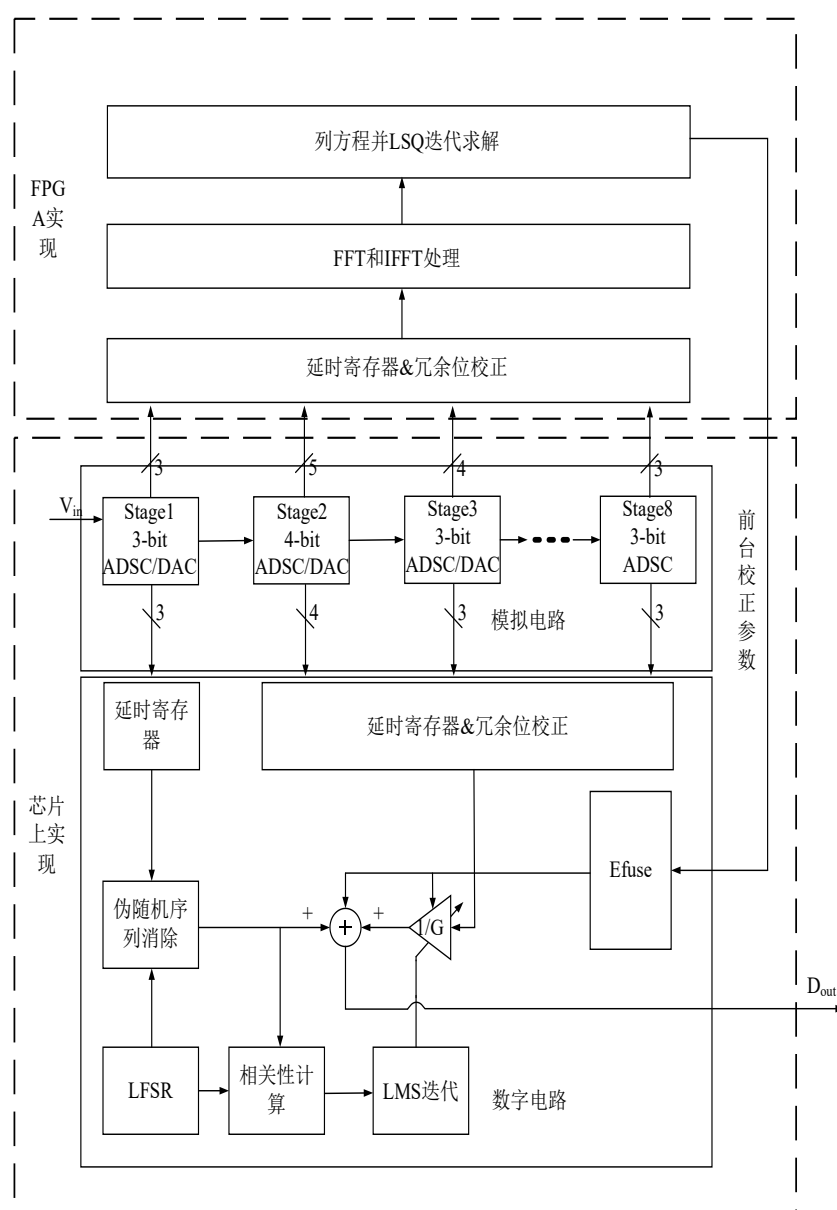 列方程并LSQ迭代求解
FPG
A实
现
FFT和IFFT处理
延时寄存器&冗余位校正
3
5
4
3
Vin
Stage1
3-bit
ADSC/DAC
Stage2
4-bit
ADSC/DAC
Stage3
3-bit
ADSC/DAC
Stage8
3-bit
ADSC
前
台
校
正
参
数
3
4
3
3
模拟电路
延时寄存
器
延时寄存器&冗余位校正
芯片
上实
现
Efuse
伪随机序
列消除
+
+
+
1/G
Dout
LFSR
相关性计
算
LMS迭代
数字电路